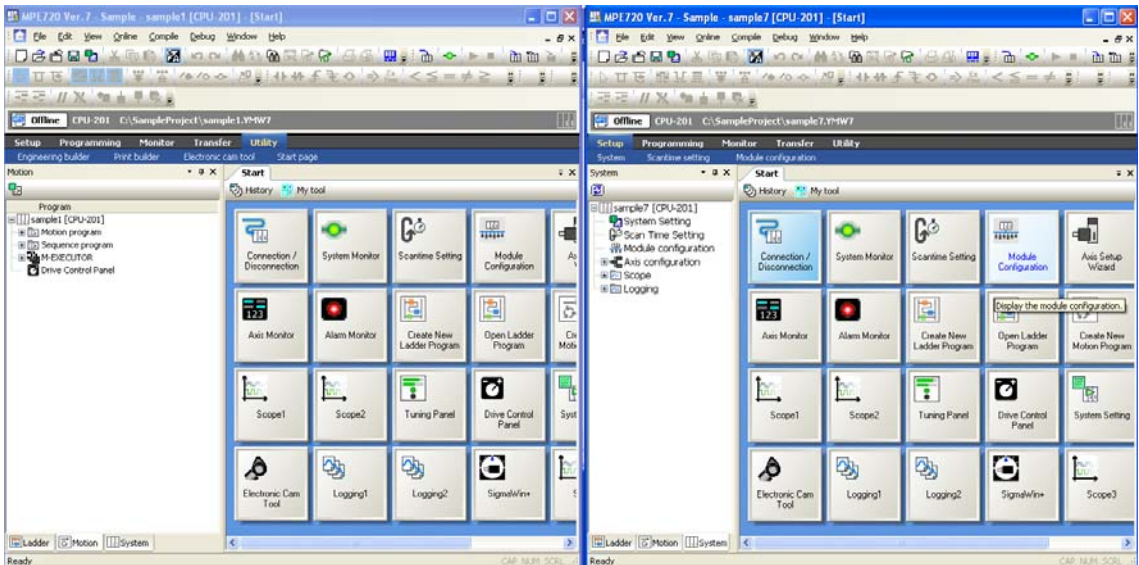 MPE720 Ver.7 - Sample - sample1 [CPU-201] - [Start]
File Edit View Online Compile Debug Window Help
Offline CPU-201 C:\SampleProject\sample1.YMW7
Setup Programming Monitor Transfer Utility
Engineering builder Print builder Electronic cam tool Start page
Motion
Program
sample1 [CPU-201]
Motion program
Sequence program
M-EXECUTOR
Drive Control Panel
Start
History My tool
Connection / Disconnection
System Monitor
Scantime Setting
Module Configuration
Axis Monitor
Alarm Monitor
Create New Ladder Program
Open Ladder Program
Scope1
Scope2
Tuning Panel
Drive Control Panel
Electronic Cam Tool
Logging1
Logging2
SigmaWin+
Ladder Motion System
Ready
CAP NUM SCRL
MPE720 Ver.7 - Sample - sample7 [CPU-201] - [Start]
File Edit View Online Compile Debug Window Help
Offline CPU-201 C:\SampleProject\sample7.YMW7
Setup Programming Monitor Transfer Utility
System Scantime setting Module configuration
System
sample7 [CPU-201]
System Setting
Scan Time Setting
Module configuration
Axis configuration
Scope
Logging
Start
History My tool
Connection / Disconnection
System Monitor
Scantime Setting
Module Configuration
Axis Setup Wizard
Display the module configuration.
Axis Monitor
Alarm Monitor
Create New Ladder Program
Open Ladder Program
Create New Motion Program
Scope1
Scope2
Tuning Panel
Drive Control Panel
System Setting
Electronic Cam Tool
Logging1
Logging2
SigmaWin+
Scope3
Ladder Motion System
Ready
CAP NUM SCRL